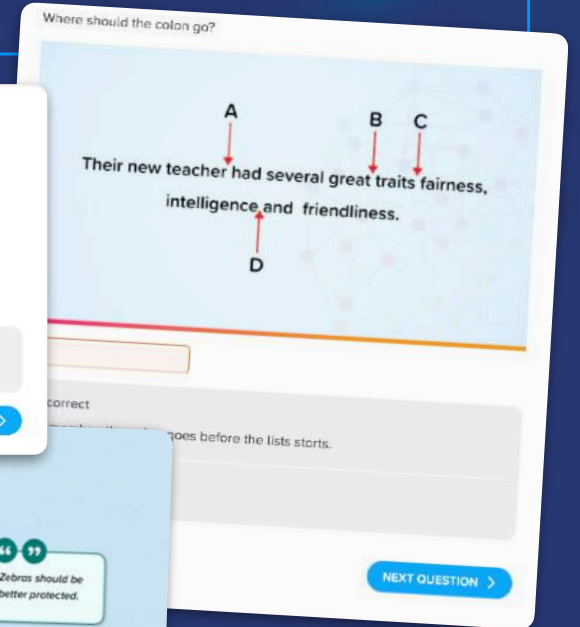 Where should the colon go?
A
B C
Their new teacher had several great traits fairness,
intelligence and friendliness.
D
correct
goes before the lists starts.
NEXT QUESTION
Zebras should be
better protected.